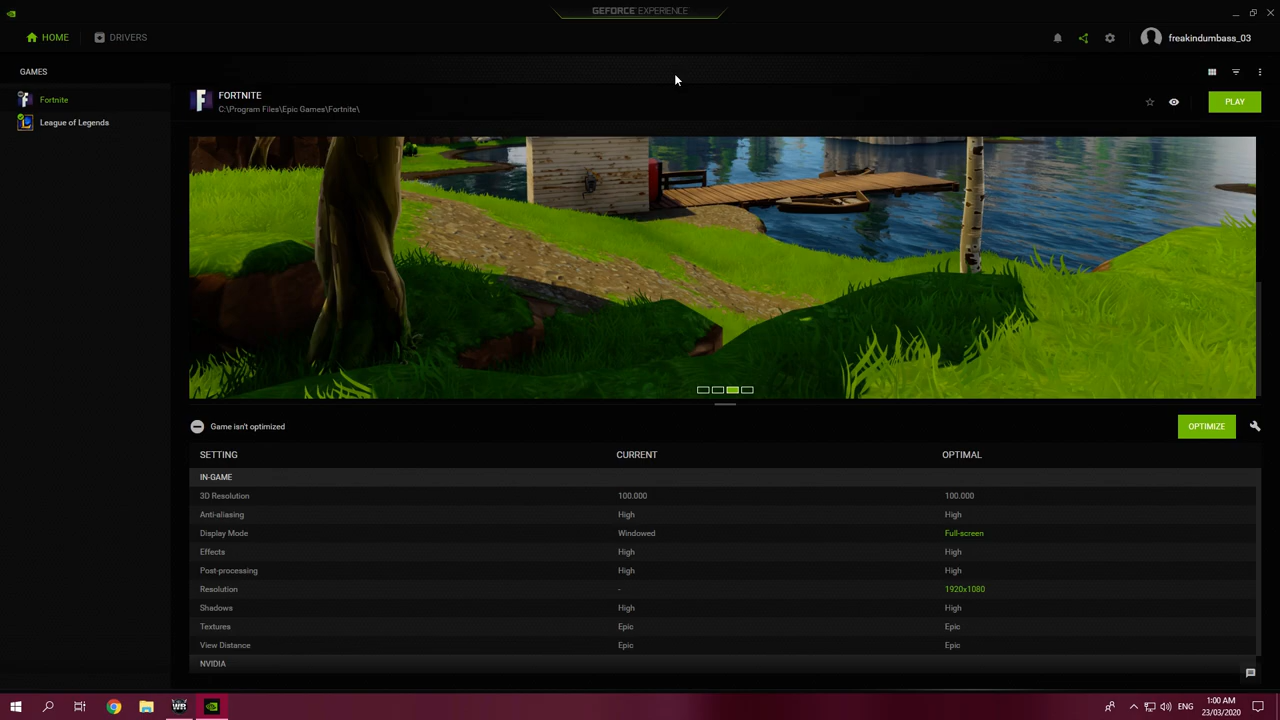 GEFORCE EXPERIENCE
HOME
DRIVERS
freakindumbass_03
GAMES
Fortnite
League of Legends
FORTNITE
C:\Program Files\Epic Games\Fortnite\
PLAY
Game isn't optimized
OPTIMIZE
SETTING CURRENT OPTIMAL
IN-GAME
3D Resolution 100.000 100.000
Anti-aliasing High High
Display Mode Windowed Full-screen
Effects High High
Post-processing High High
Resolution - 1920x1080
Shadows High High
Textures Epic Epic
View Distance Epic Epic
NVIDIA
WR
ENG
1:00 AM
23/03/2020